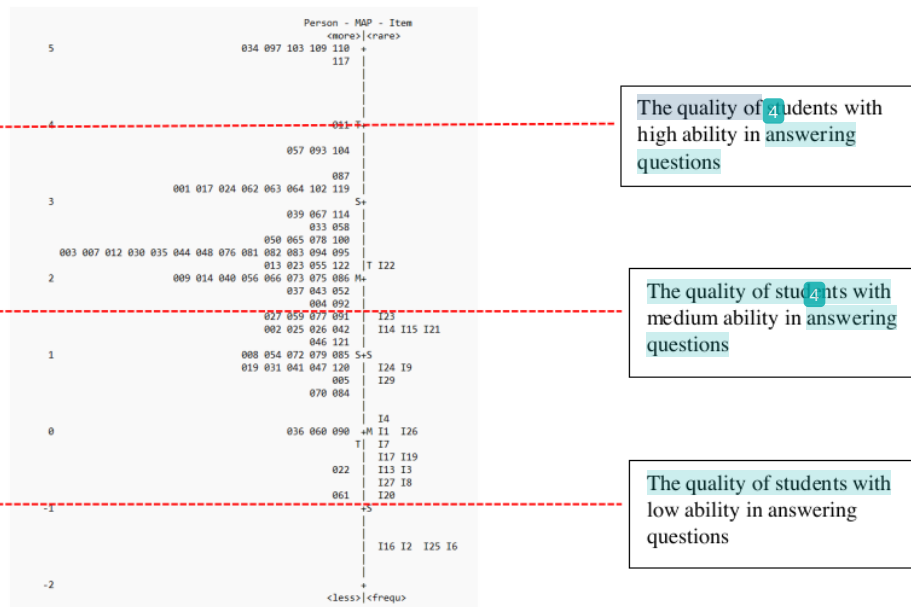 Person - MAP - Item
<more>|<rare>
5 034 097 103 109 110 +
117 |
|
|
|
|
4 011 T+
|
057 093 104 |
|
087 |
001 017 024 062 063 064 102 119 |
3 S+
039 067 114 |
033 058 |
050 065 078 100 |
003 007 012 030 035 044 048 076 081 082 083 094 095 |
013 023 055 122 |T I22
2 009 014 040 056 066 073 075 086 M+
037 043 052 |
004 092 |
027 059 077 091 | I23
002 025 026 042 | I14 I15 I21
046 121 |
1 008 054 072 079 085 S+S
019 031 041 047 120 | I24 I9
005 | I29
070 084 |
|
| I4
0 036 060 090 +M I1 I26
T| I7
| I17 I19
022 | I13 I3
| I27 I8
061 | I20
-1 +S
|
|
| I16 I2 I25 I6
|
|
-2 +
<less>|<frequ>
The quality of students with
4
high ability in answering
questions
The quality of students with
4
medium ability in answering
questions
The quality of students with
low ability in answering
questions